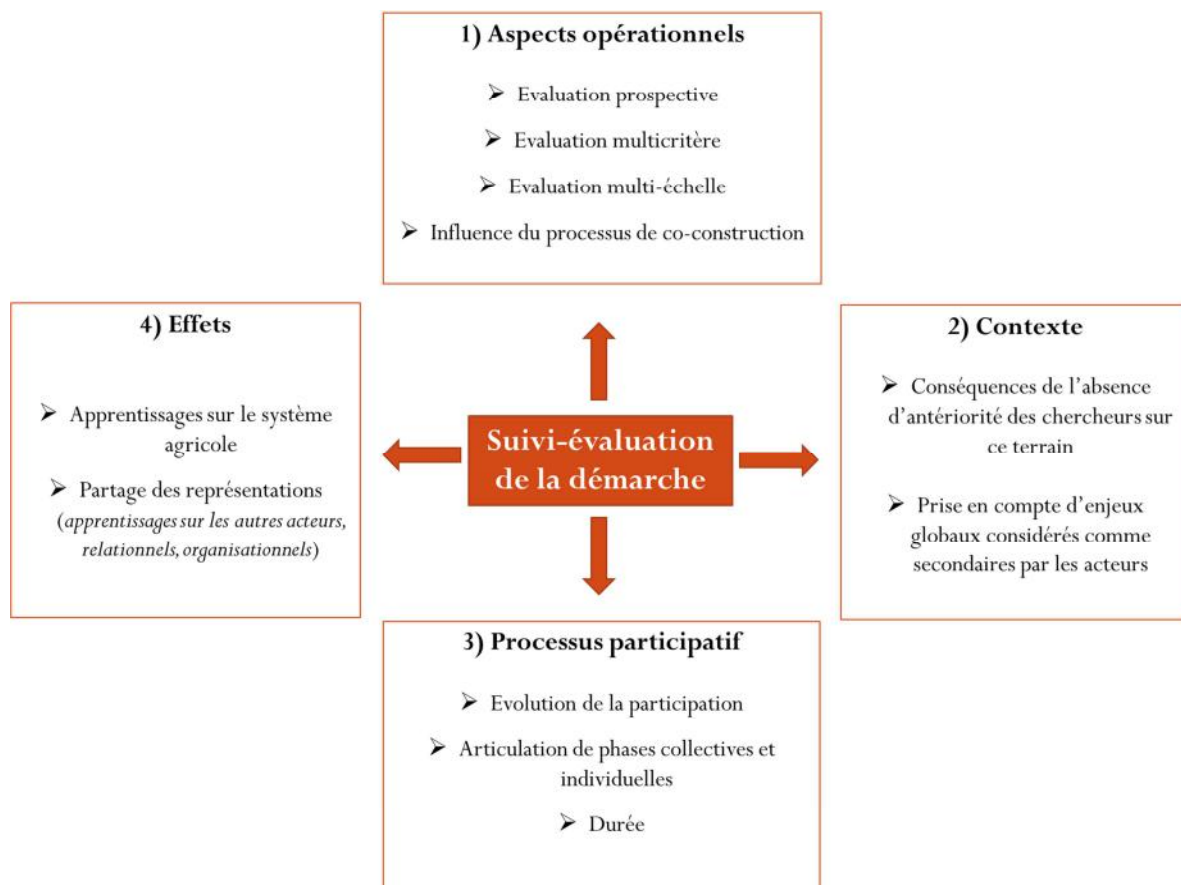 1) Aspects opérationnels
➢ Evaluation prospective
➢ Evaluation multicritère
➢ Evaluation multi-échelle
➢ Influence du processus de co-construction
4) Effets
➢ Apprentissages sur le système
agricole
➢ Partage des représentations
(apprentissages sur les autres acteurs,
relationnels, organisationnels)
Suivi-évaluation
de la démarche
2) Contexte
➢ Conséquences de l’absence
d’antériorité des chercheurs sur
ce terrain
➢ Prise en compte d’enjeux
globaux considérés comme
secondaires par les acteurs
3) Processus participatif
➢ Evolution de la participation
➢ Articulation de phases collectives et
individuelles
➢ Durée